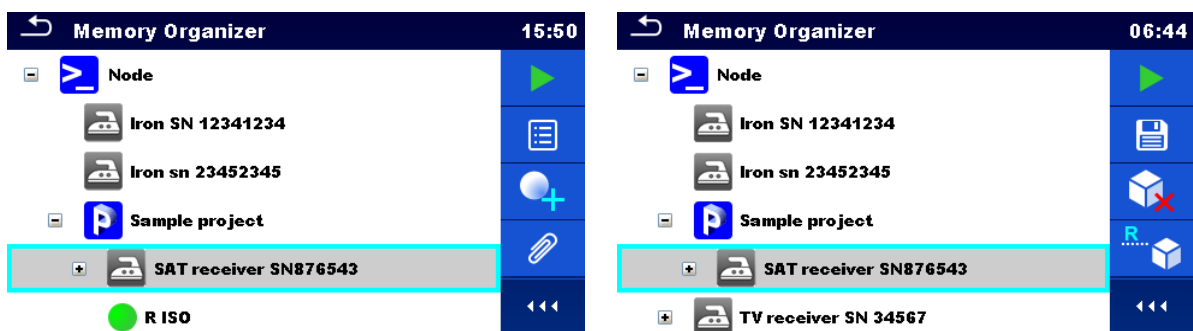 Memory Organizer 15:50
Node
Iron SN 12341234
Iron sn 23452345
Sample project
SAT receiver SN876543
R ISO
Memory Organizer 06:44
Node
Iron SN 12341234
Iron sn 23452345
Sample project
R
SAT receiver SN876543
TV receiver SN 34567